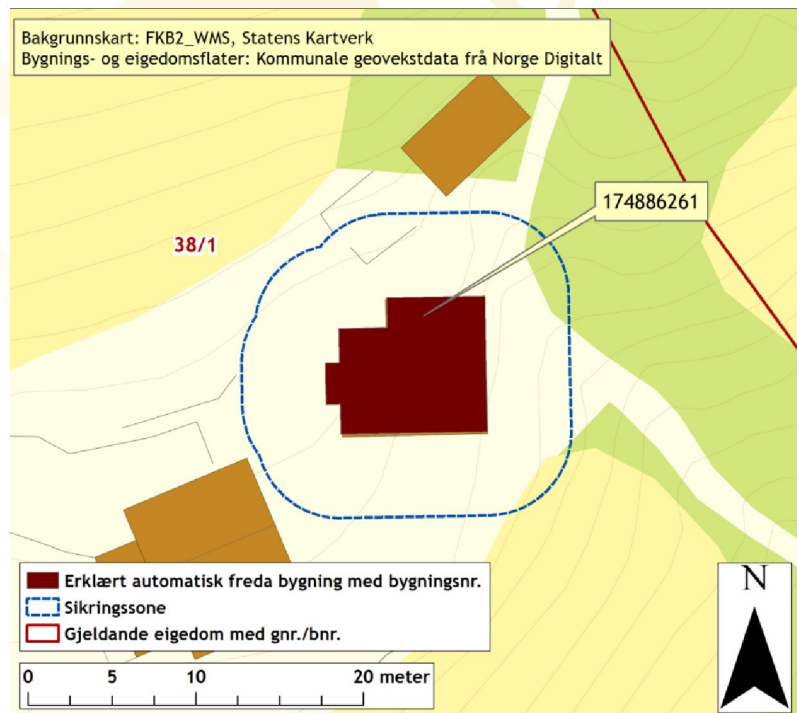 Bakgrunnskart: FKB2_WMS, Statens Kartverk
Bygnings- og eigedomsflater: Kommunale geovekstdata frå Norge Digitalt
174886261
38/1
Erklært automatisk freda bygning med bygningsnr.
Sikringssone
Gjeldande eigedom med gnr./bnr.
N
0 5 10 20 meter